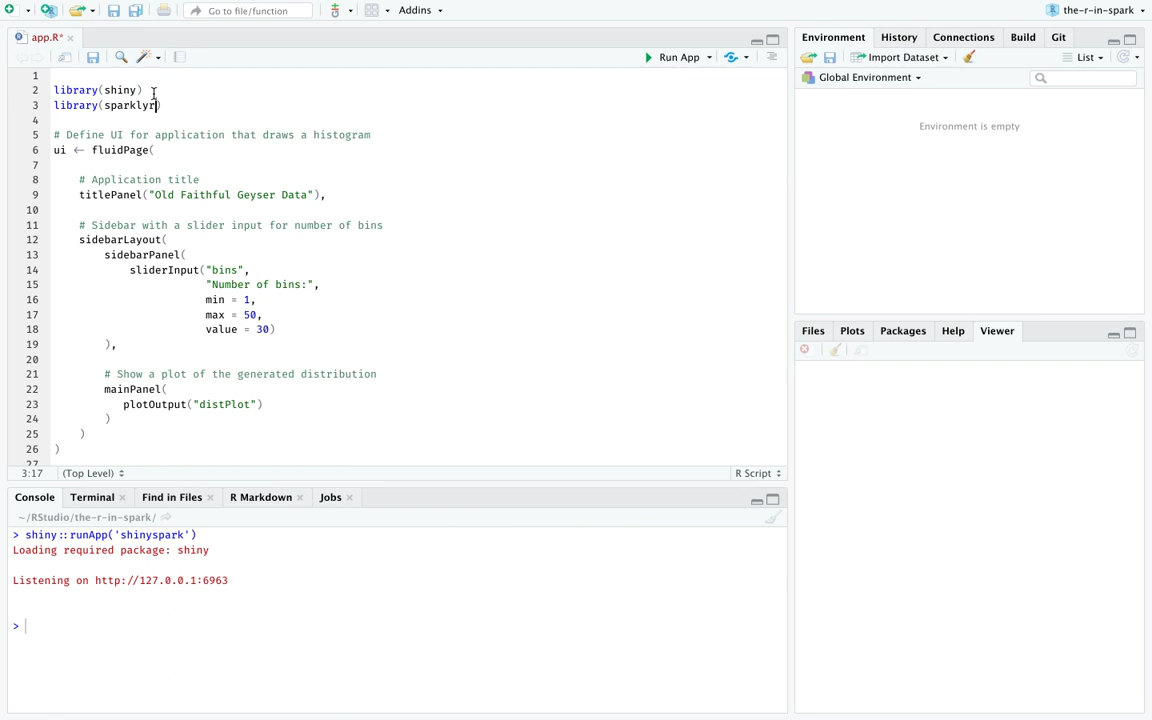 Go to file/function
Addins
the-r-in-spark
app.R*
Run App
1
2 library(shiny)
3 library(sparklyr)
4
5 # Define UI for application that draws a histogram
6 ui ← fluidPage(
7
8 # Application title
9 titlePanel("Old Faithful Geyser Data"),
10
11 # Sidebar with a slider input for number of bins
12 sidebarLayout(
13 sidebarPanel(
14 sliderInput("bins",
15 "Number of bins:",
16 min = 1,
17 max = 50,
18 value = 30)
19 ),
20
21 # Show a plot of the generated distribution
22 mainPanel(
23 plotOutput("distPlot")
24 )
25 )
26 )
27
3:17 (Top Level) R Script
Console Terminal Find in Files R Markdown Jobs
~/RStudio/the-r-in-spark/
> shiny::runApp('shinyspark')
Loading required package: shiny
Listening on http://127.0.0.1:6963
>
Environment History Connections Build Git
Import Dataset List
Global Environment
Environment is empty
Files Plots Packages Help Viewer